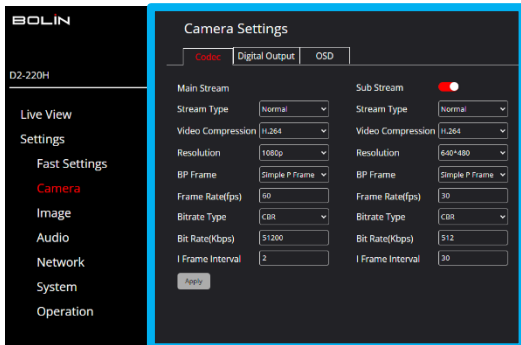 BOLIN
D2-220H
Live View
Settings
Fast Settings
Camera
Image
Audio
Network
System
Operation
Camera Settings
Codec Digital Output OSD
Main Stream Sub Stream
Stream Type Normal Stream Type Normal
Video Compression H.264 Video Compression H.264
Resolution 1080p Resolution 640*480
BP Frame Simple P Frame BP Frame Simple P Frame
Frame Rate(fps) 60 Frame Rate(fps) 30
Bitrate Type CBR Bitrate Type CBR
Bit Rate(Kbps) 51200 Bit Rate(Kbps) 512
I Frame Interval 2 I Frame Interval 30
Apply